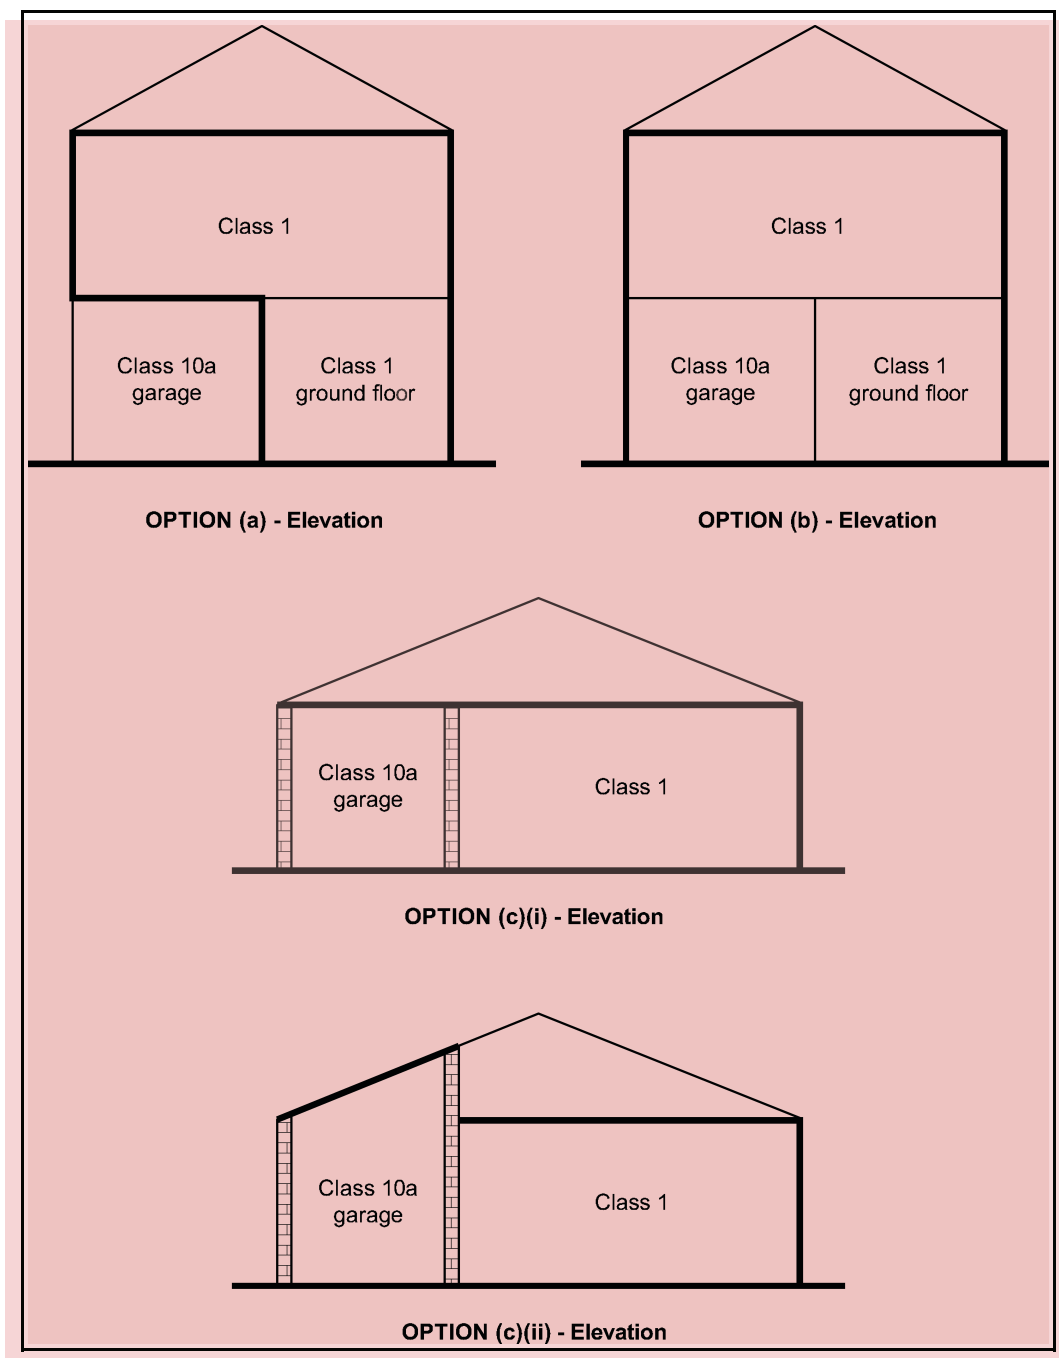 Class 1
Class 10a
garage
Class 1
ground floor
OPTION (a) - Elevation
Class 1
Class 10a
garage
Class 1
ground floor
OPTION (b) - Elevation
Class 10a
garage
Class 1
OPTION (c)(i) - Elevation
Class 10a
garage
Class 1
OPTION (c)(ii) - Elevation